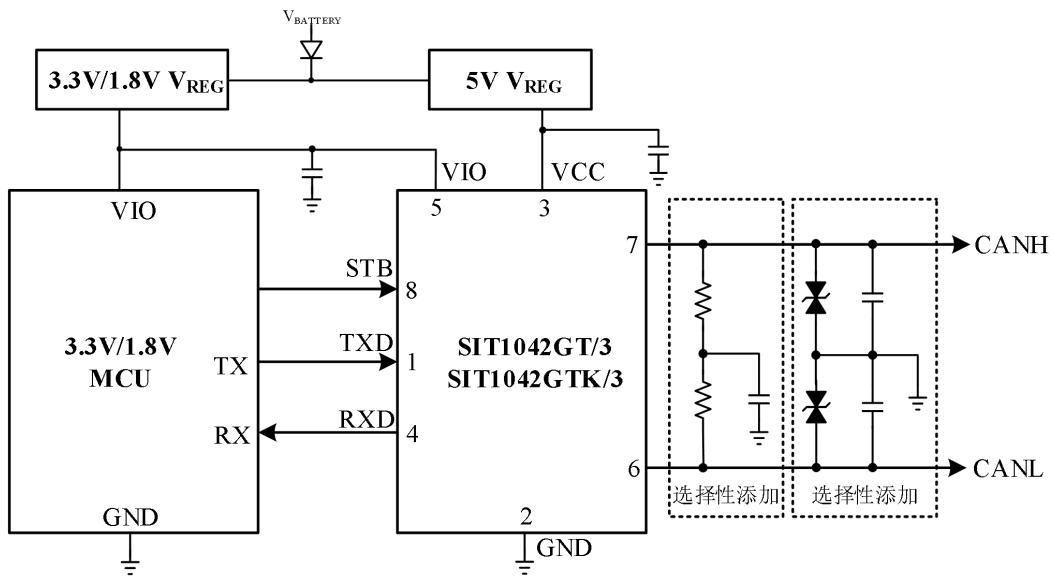 VBATTERY
3.3V/1.8V VREG
5V VREG
VIO
VCC
VIO
5
3
7
CANH
STB
8
3.3V/1.8V
MCU
TX
TXD
1
SIT1042GT/3
SIT1042GTK/3
RX
RXD
4
6
CANL
选择性添加
选择性添加
GND
2
GND